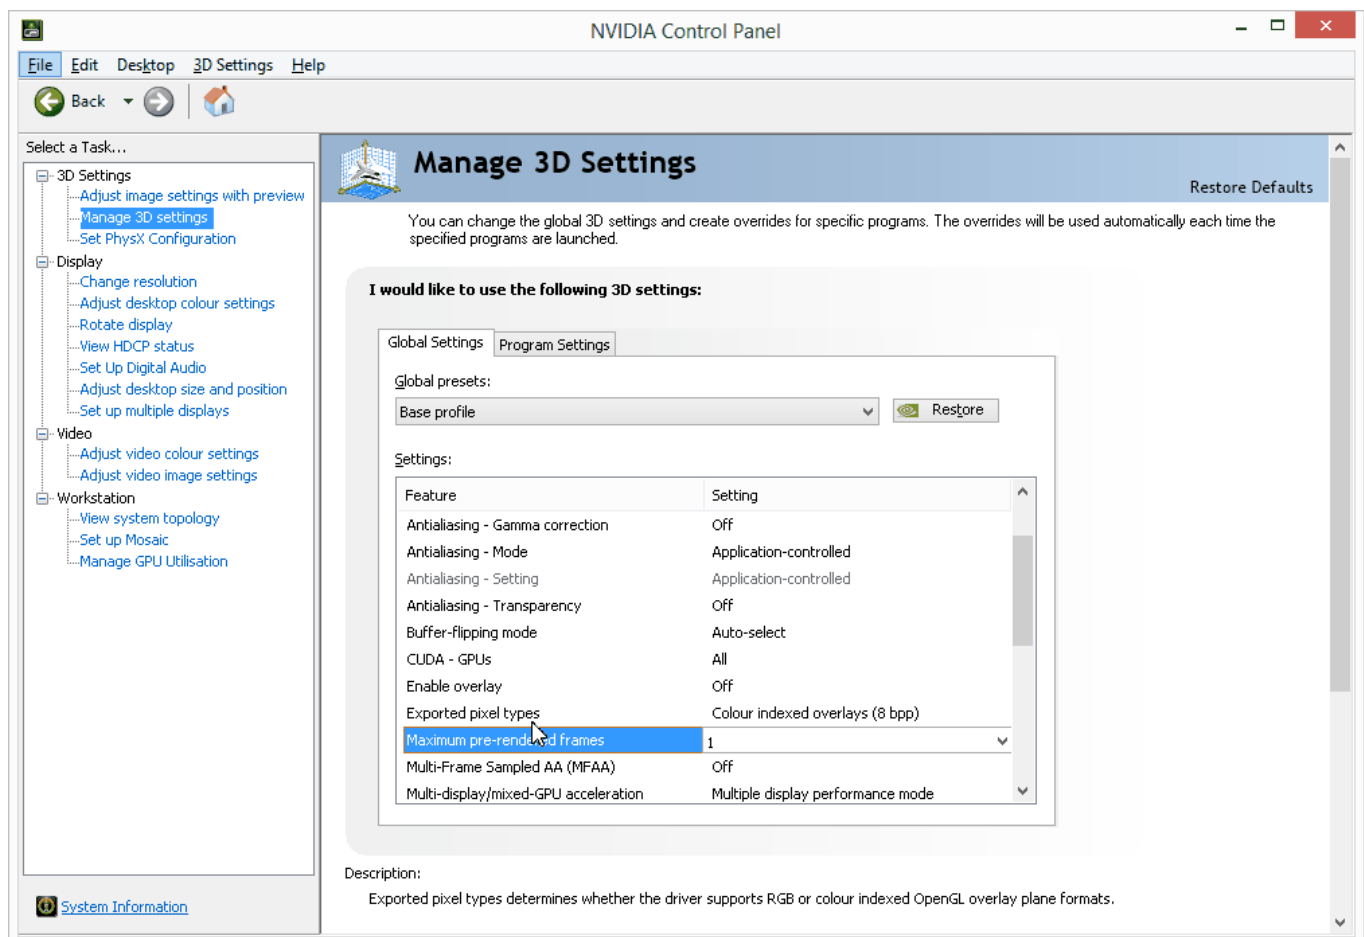 NVIDIA Control Panel
File Edit Desktop 3D Settings Help
Back
Select a Task...
3D Settings
Adjust image settings with preview
Manage 3D settings
Set PhysX Configuration
Display
Change resolution
Adjust desktop colour settings
Rotate display
View HDCP status
Set Up Digital Audio
Adjust desktop size and position
Set up multiple displays
Video
Adjust video colour settings
Adjust video image settings
Workstation
View system topology
Set up Mosaic
Manage GPU Utilisation
System Information
Manage 3D Settings
Restore Defaults
You can change the global 3D settings and create overrides for specific programs. The overrides will be used automatically each time the
specified programs are launched.
I would like to use the following 3D settings:
Global Settings Program Settings
Global presets:
Base profile Restore
Settings:
Feature Setting
Antialiasing - Gamma correction Off
Antialiasing - Mode Application-controlled
Antialiasing - Setting Application-controlled
Antialiasing - Transparency Off
Buffer-flipping mode Auto-select
CUDA - GPUs All
Enable overlay Off
Exported pixel types Colour indexed overlays (8 bpp)
Maximum pre-rendered frames 1
Multi-Frame Sampled AA (MFAA) Off
Multi-display/mixed-GPU acceleration Multiple display performance mode
Description:
Exported pixel types determines whether the driver supports RGB or colour indexed OpenGL overlay plane formats.